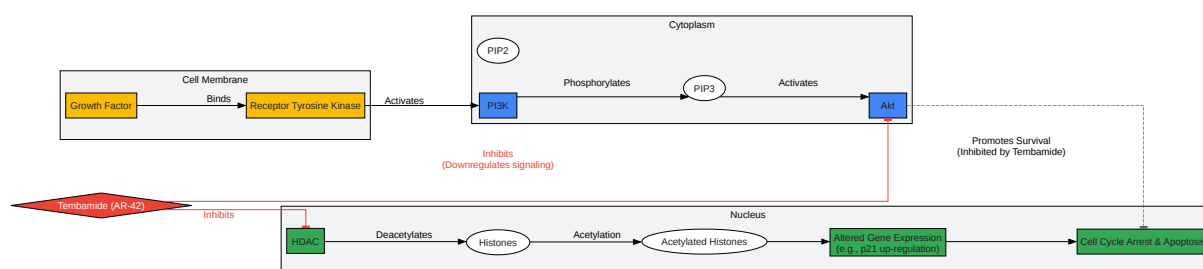 Cytoplasm
PIP2
Cell Membrane
Phosphorylates
PIP3
Activates
Growth Factor
Binds
Receptor Tyrosine Kinase
Activates
PI3K
Akt
Inhibits
(Downregulates signaling)
Promotes Survival
(Inhibited by Tembamide)
Tembamide (AR-42)
Inhibits
Nucleus
HDAC
Deacetylates
Histones
Acetylation
Acetylated Histones
Altered Gene Expression
(e.g., p21 up-regulation)
Cell Cycle Arrest & Apoptosis